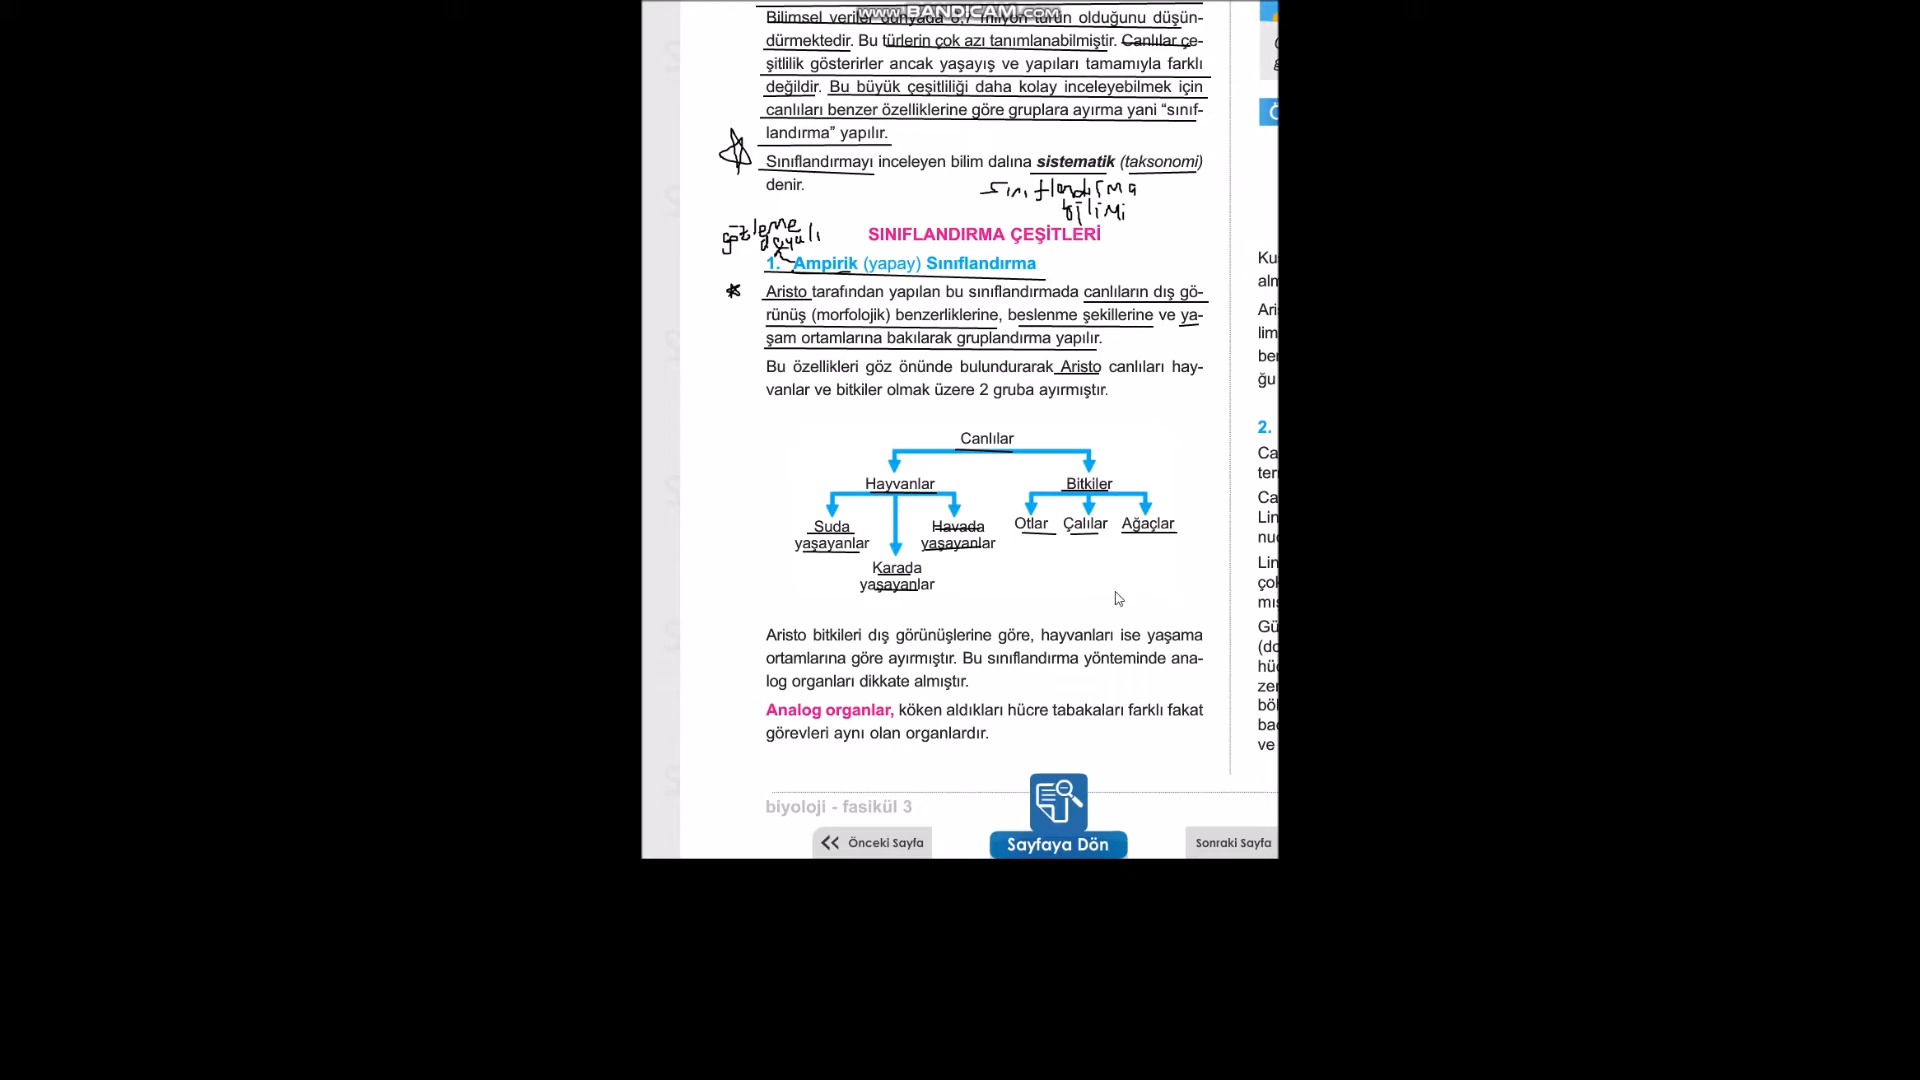 www.BANDICAM.com
Bilimsel veriler dünyada 8,7 milyon türün olduğunu düşün-
dürmektedir. Bu türlerin çok azı tanımlanabilmiştir. Canlılar çe-
şitlilik gösterirler ancak yaşayış ve yapıları tamamıyla farklı
değildir. Bu büyük çeşitliliği daha kolay inceleyebilmek için
canlıları benzer özelliklerine göre gruplara ayırma yani “sınıf-
landırma” yapılır.
Sınıflandırmayı inceleyen bilim dalına sistematik (taksonomi)
denir.
sınıflandırma
bilimi
gözleme
dayalı
SINIFLANDIRMA ÇEŞİTLERİ
1. Ampirik (yapay) Sınıflandırma
Aristo tarafından yapılan bu sınıflandırmada canlıların dış gö-
rünüş (morfolojik) benzerliklerine, beslenme şekillerine ve ya-
şam ortamlarına bakılarak gruplandırma yapılır.
Bu özellikleri göz önünde bulundurarak Aristo canlıları hay-
vanlar ve bitkiler olmak üzere 2 gruba ayırmıştır.
Canlılar
Hayvanlar Bitkiler
Suda
yaşayanlar
Karada
yaşayanlar
Havada
yaşayanlar
Otlar Çalılar Ağaçlar
Aristo bitkileri dış görünüşlerine göre, hayvanları ise yaşama
ortamlarına göre ayırmıştır. Bu sınıflandırma yönteminde ana-
log organları dikkate almıştır.
Analog organlar, köken aldıkları hücre tabakaları farklı fakat
görevleri aynı olan organlardır.
biyoloji - fasikül 3
Önceki Sayfa
Sayfaya Dön
Sonraki Sayfa
2.